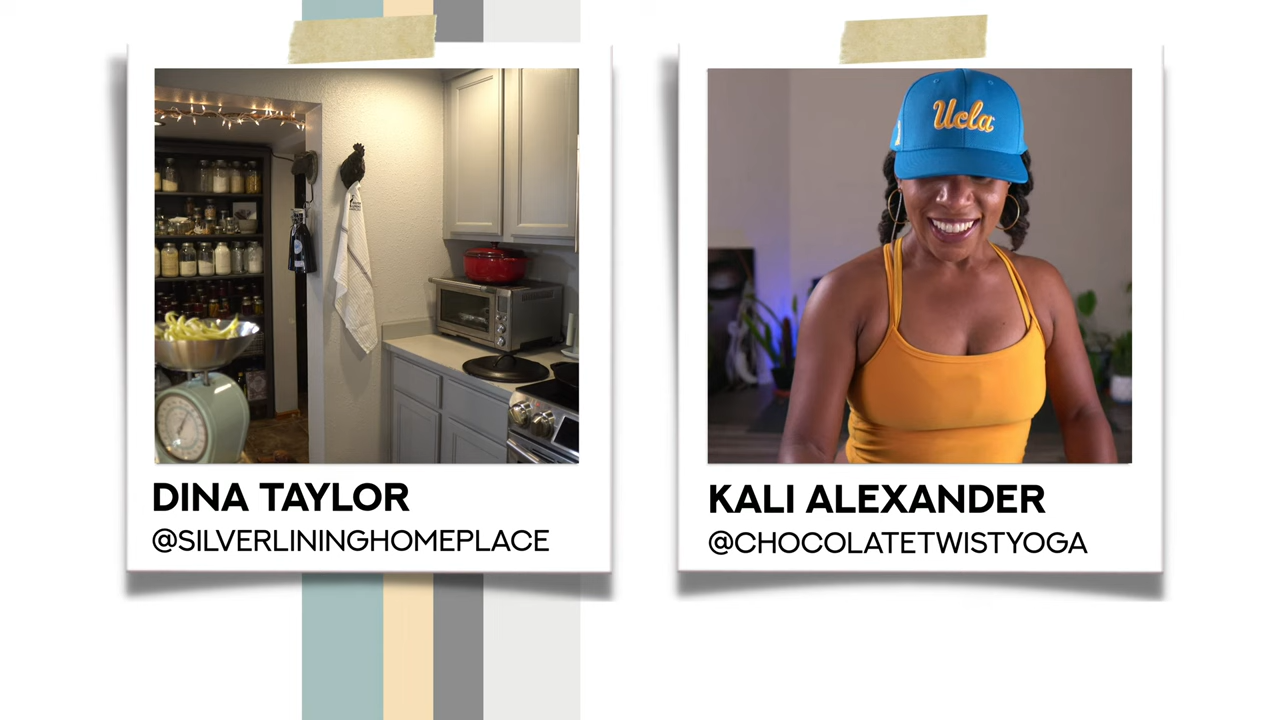 Ucla
DINA TAYLOR
@SILVERLININGHOMEPLACE
KALI ALEXANDER
@CHOCOLATETWISTYOGA